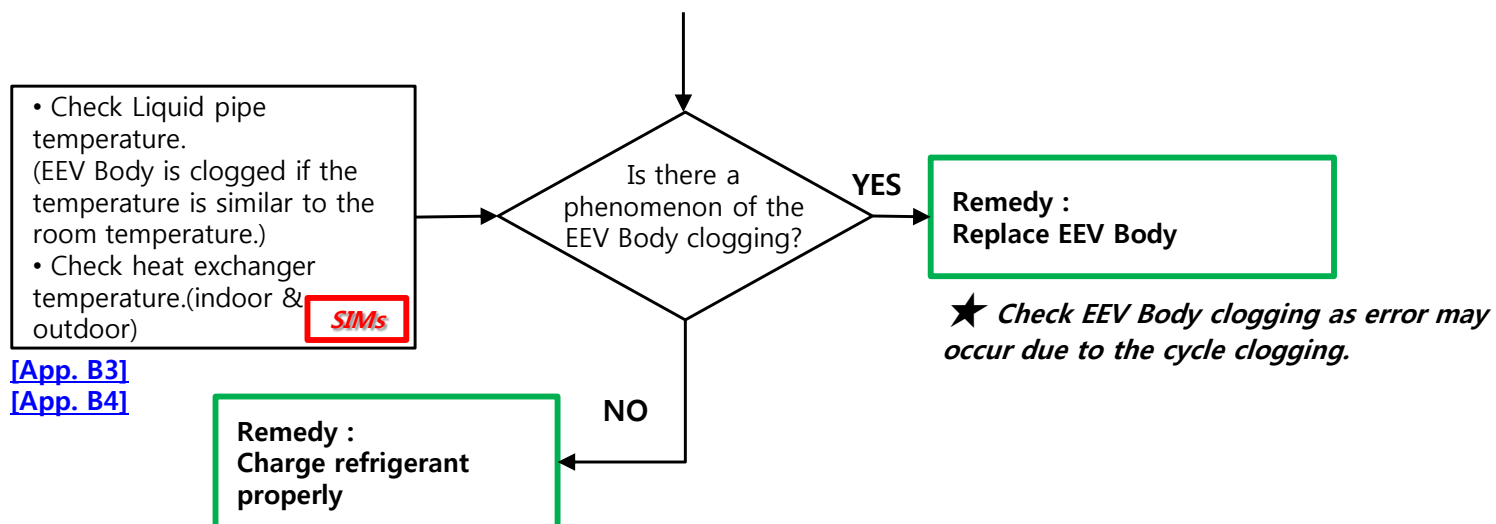 • Check Liquid pipe
temperature.
(EEV Body is clogged if the
temperature is similar to the
room temperature.)
• Check heat exchanger
temperature.(indoor &
outdoor)
SIMs
[App. B3]
[App. B4]
Is there a
phenomenon of the
EEV Body clogging?
YES
Remedy :
Replace EEV Body
★ Check EEV Body clogging as error may
occur due to the cycle clogging.
NO
Remedy :
Charge refrigerant
properly